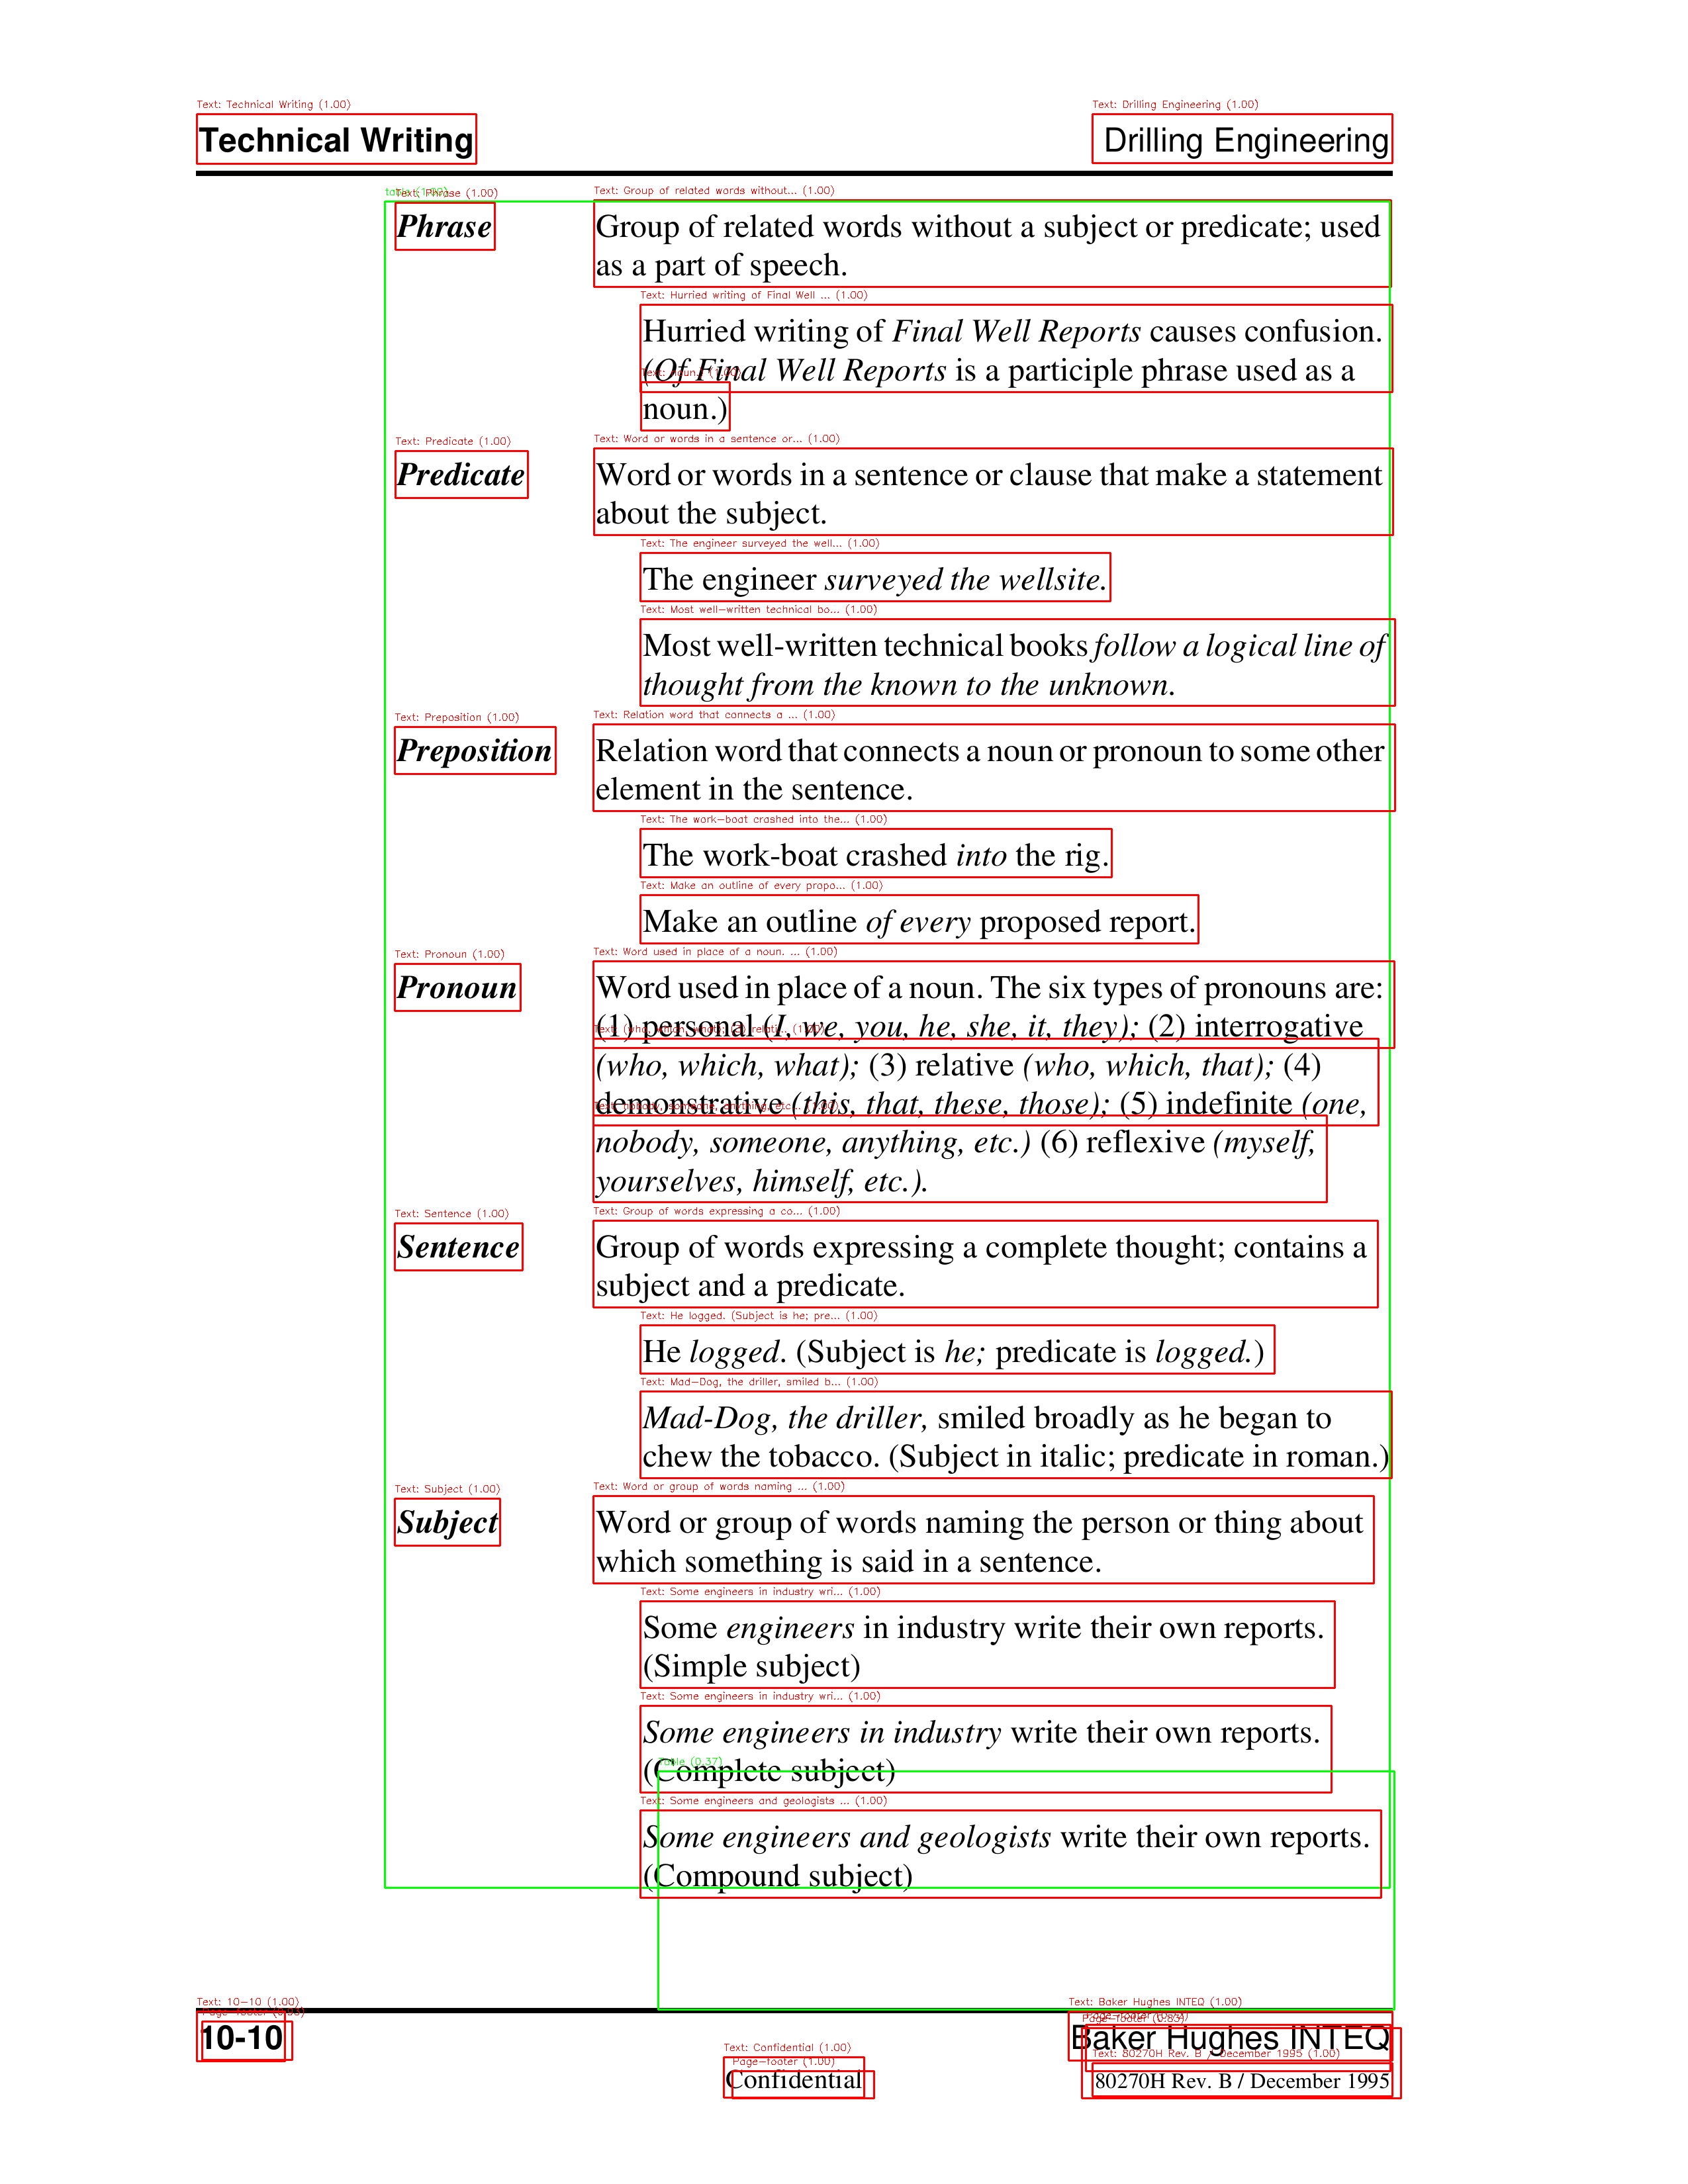 Technical Writing
Drilling Engineering
Phrase
Group of related words without a subject or predicate; used
as a part of speech.
Hurried writing of Final Well Reports causes confusion.
(Of Final Well Reports is a participle phrase used as a
noun.)
Predicate
Word or words in a sentence or clause that make a statement
about the subject.
The engineer surveyed the wellsite.
Most well-written technical books follow a logical line of
thought from the known to the unknown.
Preposition
Relation word that connects a noun or pronoun to some other
element in the sentence.
The work-boat crashed into the rig.
Make an outline of every proposed report.
Pronoun
Word used in place of a noun. The six types of pronouns are:
(1) personal (I, we, you, he, she, it, they); (2) interrogative
(who, which, what); (3) relative (who, which, that); (4)
demonstrative (this, that, these, those); (5) indefinite (one,
nobody, someone, anything, etc.) (6) reflexive (myself,
yourselves, himself, etc.).
Sentence
Group of words expressing a complete thought; contains a
subject and a predicate.
He logged. (Subject is he; predicate is logged.)
Mad-Dog, the driller, smiled broadly as he began to
chew the tobacco. (Subject in italic; predicate in roman.)
Subject
Word or group of words naming the person or thing about
which something is said in a sentence.
Some engineers in industry write their own reports.
(Simple subject)
Some engineers in industry write their own reports.
(Complete subject)
Some engineers and geologists write their own reports.
(Compound subject)
10-10
Baker Hughes INTEQ
Confidential
80270H Rev. B / December 1995